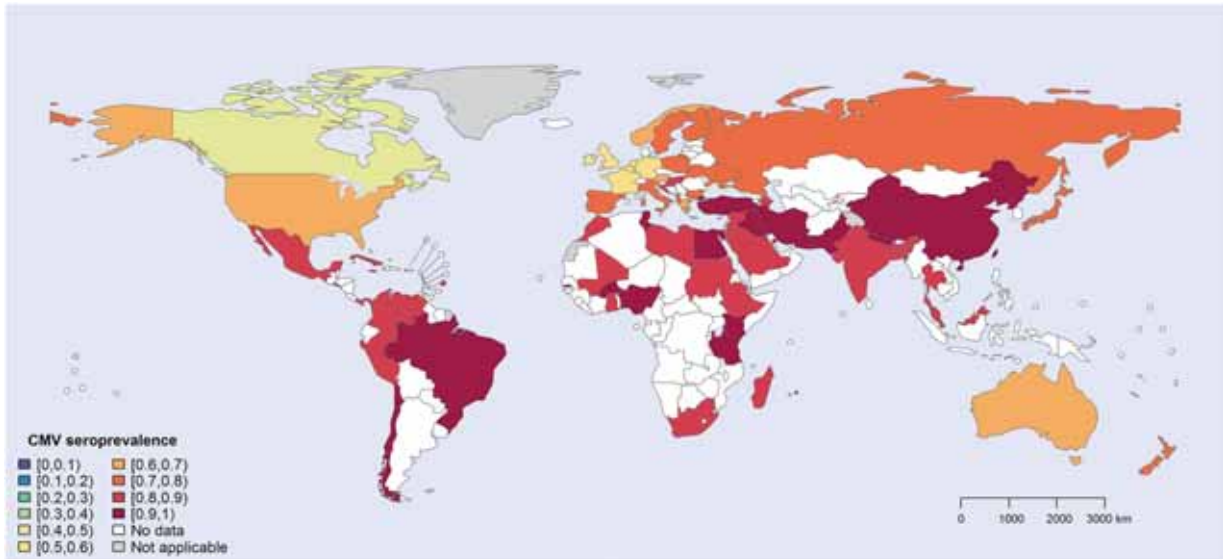 CMV seroprevalence
[0,0.1)
[0.1,0.2)
[0.2,0.3)
[0.3,0.4)
[0.4,0.5)
[0.5,0.6)
[0.6,0.7)
[0.7,0.8)
[0.8,0.9)
[0.9,1)
No data
Not applicable
0 1000 2000 3000 km